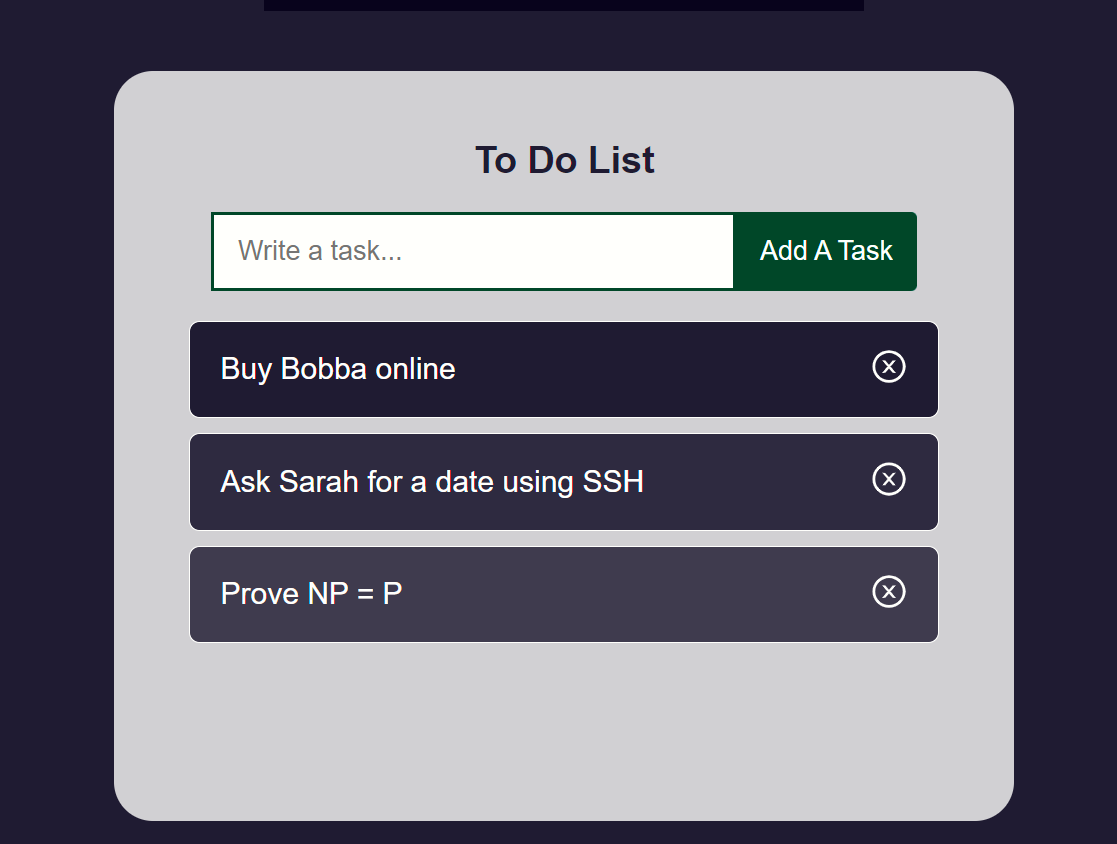 To Do List
Write a task...
Add A Task
Buy Bobba online
Ask Sarah for a date using SSH
Prove NP = P